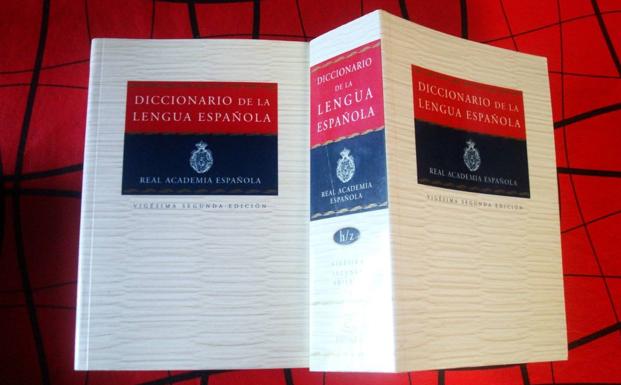 DICCIONARIO DE LA
LENGUA ESPAÑOLA
REAL ACADEMIA ESPAÑOLA
VIGÉSIMA SEGUNDA EDICIÓN
DICCIONARIO
DE LA
LENGUA
ESPAÑOLA
REAL ACADEMIA
ESPAÑOLA
h/z
VIGÉSIMA
SEGUNDA
DICCIONARIO DE LA
LENGUA ESPAÑOLA
REAL ACADEMIA ESPAÑOLA
VIGÉSIMA SEGUNDA EDICIÓN